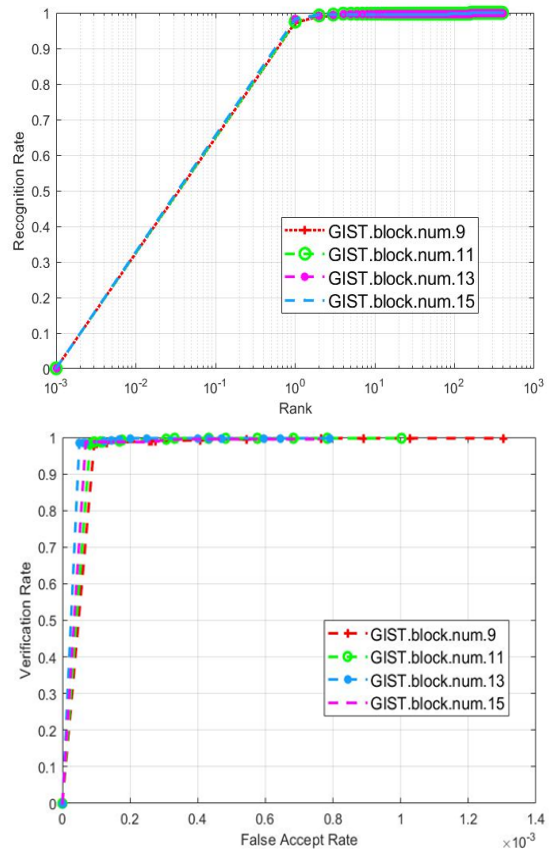 1
0.9
0.8
0.7
0.6
0.5
0.4
0.3
0.2
0.1
0
Recognition Rate
GIST.block.num.9
GIST.block.num.11
GIST.block.num.13
GIST.block.num.15
10^-3 10^-2 10^-1 10^0 10^1 10^2 10^3
Rank
1
0.9
0.8
0.7
0.6
0.5
0.4
0.3
0.2
0.1
0
Verification Rate
GIST.block.num.9
GIST.block.num.11
GIST.block.num.13
GIST.block.num.15
0 0.2 0.4 0.6 0.8 1 1.2 1.4
False Accept Rate
×10^-3